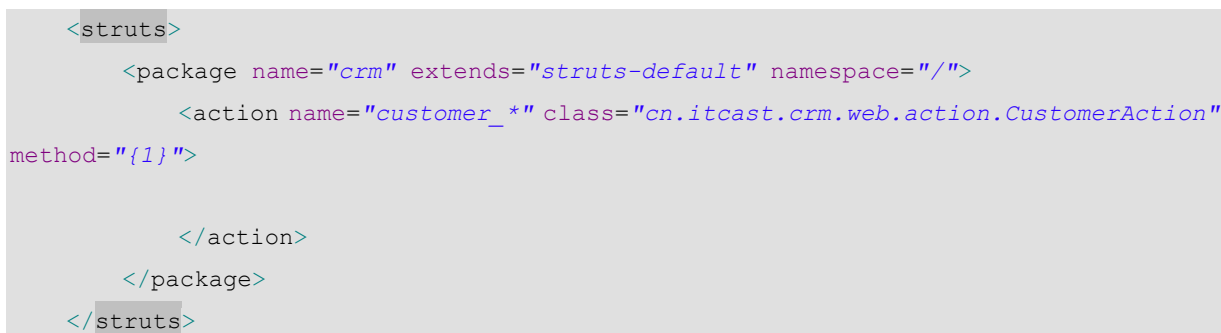 <struts>
<package name="crm" extends="struts-default" namespace="/">
<action name="customer_*" class="cn.itcast.crm.web.action.CustomerAction"
method="{1}">
</action>
</package>
</struts>